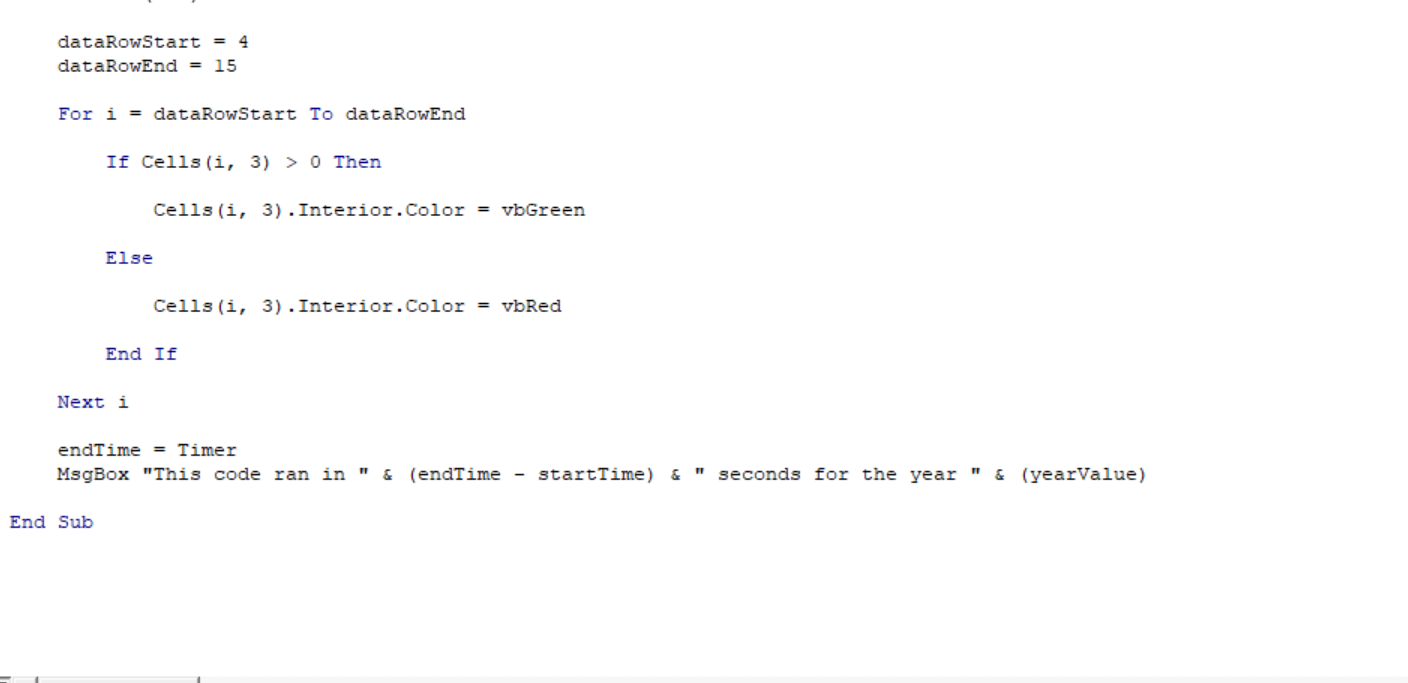 dataRowStart = 4
dataRowEnd = 15
For i = dataRowStart To dataRowEnd
If Cells(i, 3) > 0 Then
Cells(i, 3).Interior.Color = vbGreen
Else
Cells(i, 3).Interior.Color = vbRed
End If
Next i
endTime = Timer
MsgBox "This code ran in " & (endTime - startTime) & " seconds for the year " & (yearValue)
End Sub